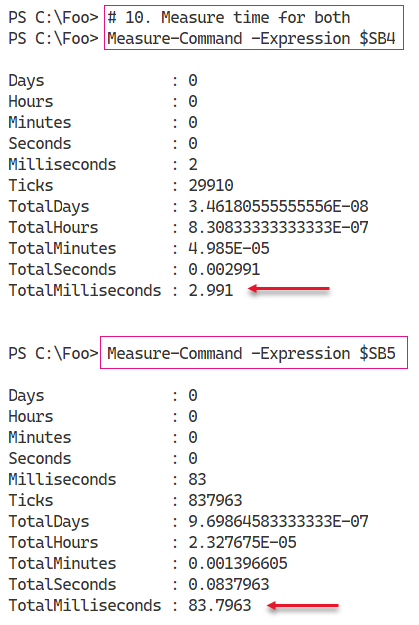 PS C:\Foo> # 10. Measure time for both
PS C:\Foo> Measure-Command -Expression $SB4
Days : 0
Hours : 0
Minutes : 0
Seconds : 0
Milliseconds : 2
Ticks : 29910
TotalDays : 3.46180555555556E-08
TotalHours : 8.30833333333333E-07
TotalMinutes : 4.985E-05
TotalSeconds : 0.002991
TotalMilliseconds : 2.991
PS C:\Foo> Measure-Command -Expression $SB5
Days : 0
Hours : 0
Minutes : 0
Seconds : 0
Milliseconds : 83
Ticks : 837963
TotalDays : 9.69864583333333E-07
TotalHours : 2.327675E-05
TotalMinutes : 0.001396605
TotalSeconds : 0.0837963
TotalMilliseconds : 83.7963